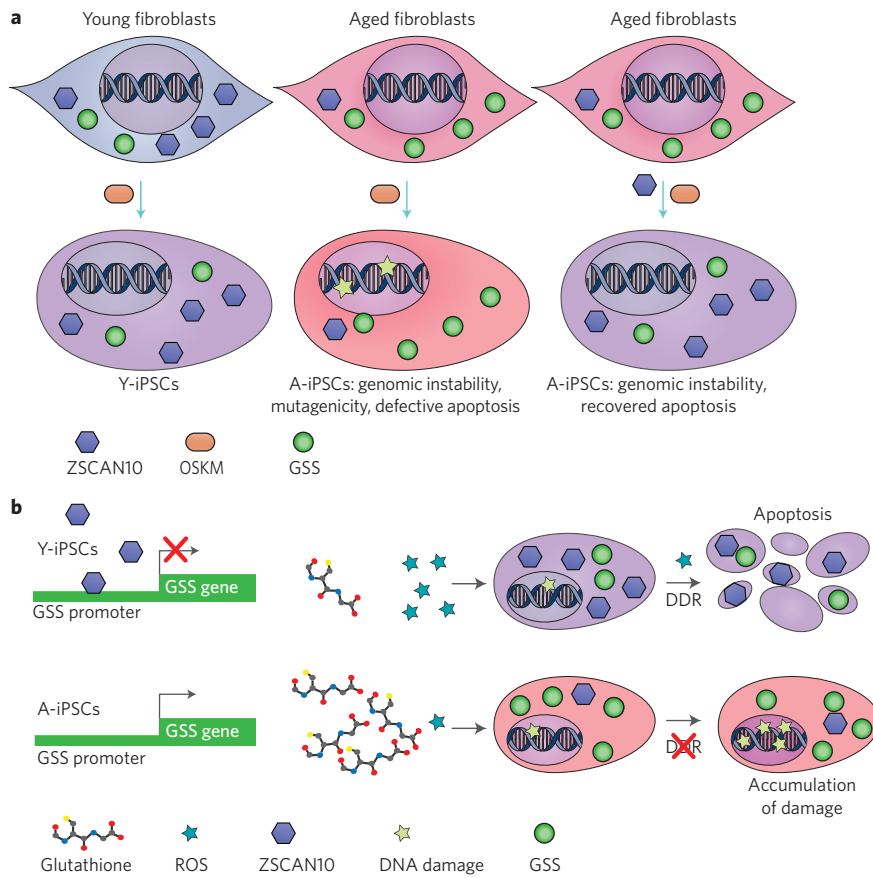 a
Young fibroblasts
Aged fibroblasts
Aged fibroblasts
Y-iPSCs
A-iPSCs: genomic instability,
mutagenicity, defective apoptosis
A-iPSCs: genomic instability,
recovered apoptosis
ZSCAN10
OSKM
GSS
b
Y-iPSCs
GSS gene
GSS promoter
DDR
Apoptosis
A-iPSCs
GSS gene
GSS promoter
DDR
Accumulation
of damage
Glutathione
ROS
ZSCAN10
DNA damage
GSS